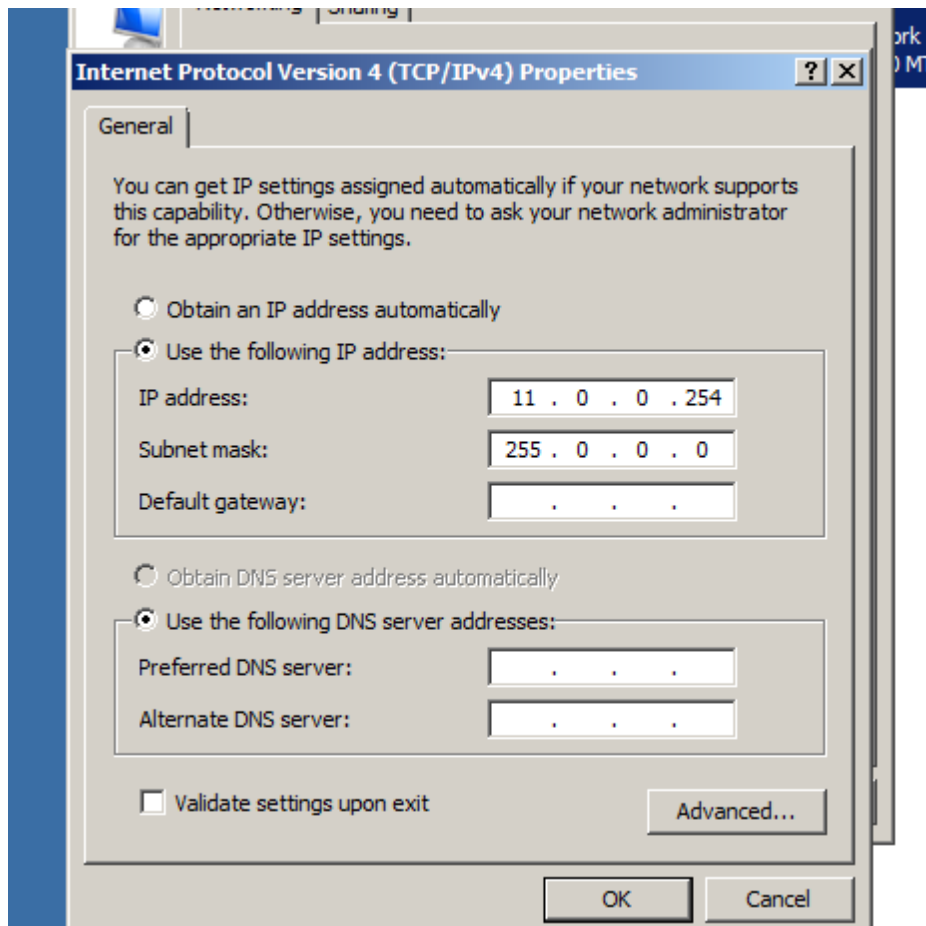 Networking Sharing
ork
) MT
Internet Protocol Version 4 (TCP/IPv4) Properties
General
You can get IP settings assigned automatically if your network supports
this capability. Otherwise, you need to ask your network administrator
for the appropriate IP settings.
Obtain an IP address automatically
Use the following IP address:
IP address: 11 . 0 . 0 . 254
Subnet mask: 255 . 0 . 0 . 0
Default gateway: . . .
Obtain DNS server address automatically
Use the following DNS server addresses:
Preferred DNS server: . . .
Alternate DNS server: . . .
Validate settings upon exit
Advanced...
OK Cancel